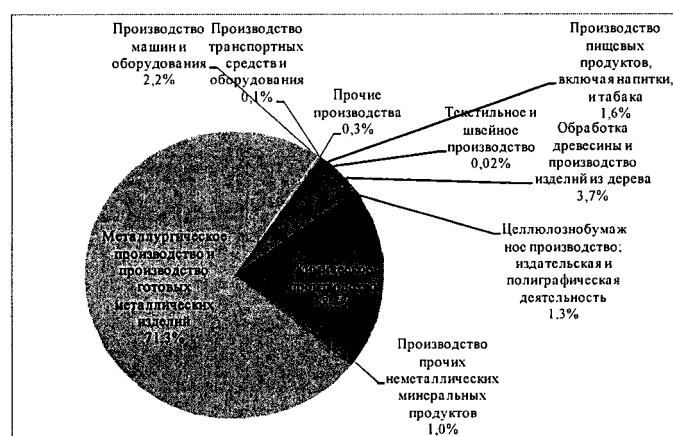 Производство
машин и
оборудования
2,2%
Производство
транспортных
средств и
оборудования
0,1%
Прочие
производства
0,3%
Текстильное и
швейное
производство
0,02%
Производство
пищевых
продуктов,
включая напитки,
и табака
1,6%
Обработка
древесины и
производство
изделий из дерева
3,7%
Целлюлознобумаж
ное производство;
издательская и
полиграфическая
деятельность
1,3%
Металлургическое
производство и
производство
готовых
металлических
изделий
71,3%
Производство
прочих
неметаллических
минеральных
продуктов
1,0%